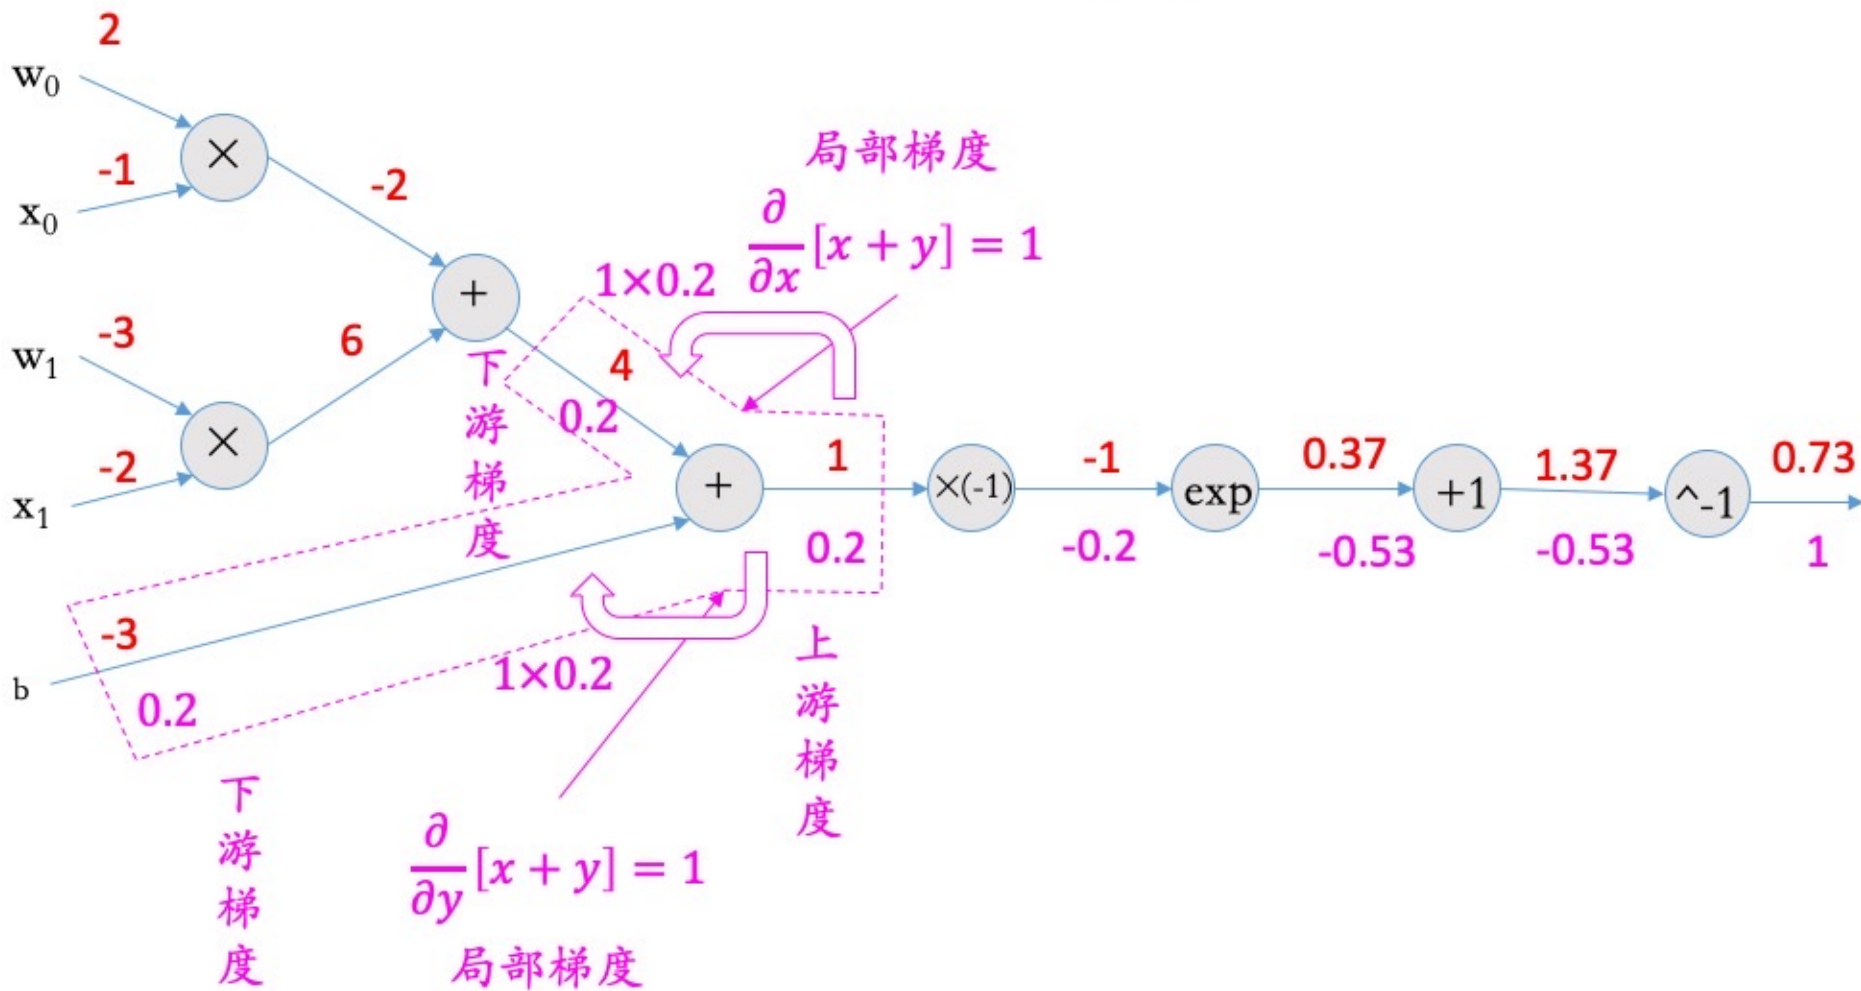 2
w₀
×
-1
x₀
-2
+
-3
w₁
6
×
-2
x₁
局部梯度
∂/∂x [x + y] = 1
1×0.2
4
0.2
下游梯度
+
1
0.2
×(-1)
-1
-0.2
exp
0.37
-0.53
+1
1.37
-0.53
^-1
0.73
1
-3
b
0.2
1×0.2
上游梯度
下游梯度
∂/∂y [x + y] = 1
局部梯度